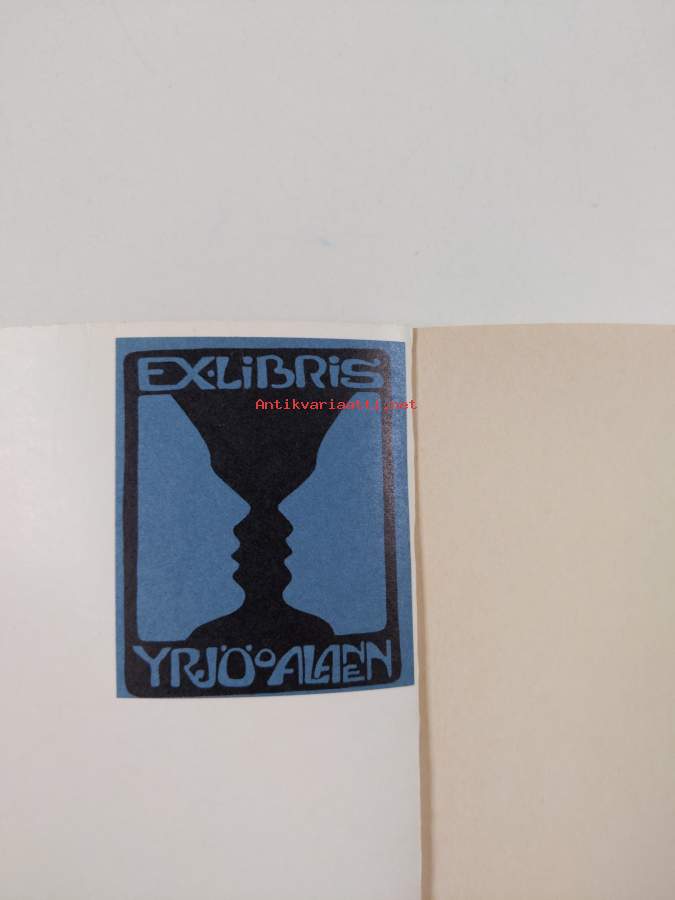 EX·LiBRiS
Antikvariaatti.net
YRJÖ O ALANEN